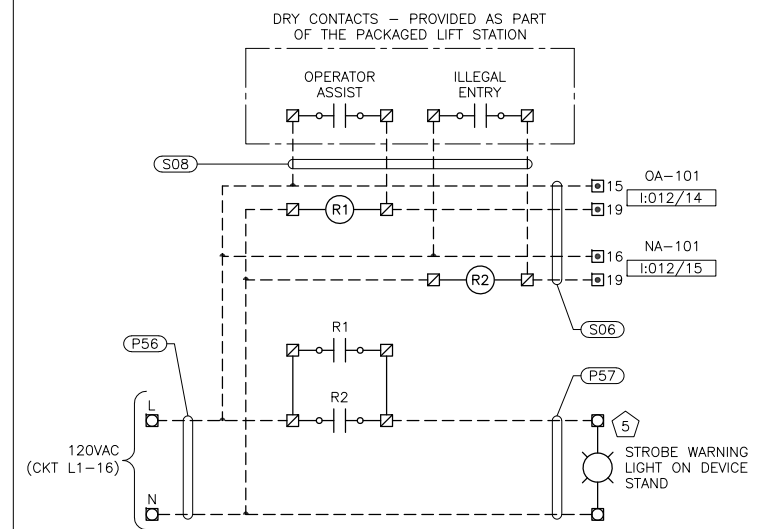 DRY CONTACTS – PROVIDED AS PART
OF THE PACKAGED LIFT STATION
OPERATOR
ASSIST
ILLEGAL
ENTRY
S08
15
OA–101
I:012/14
R1
19
16
NA–101
I:012/15
R2
19
S06
R1
P56
P57
R2
L
5
120VAC
(CKT L1–16)
STROBE WARNING
LIGHT ON DEVICE
STAND
N